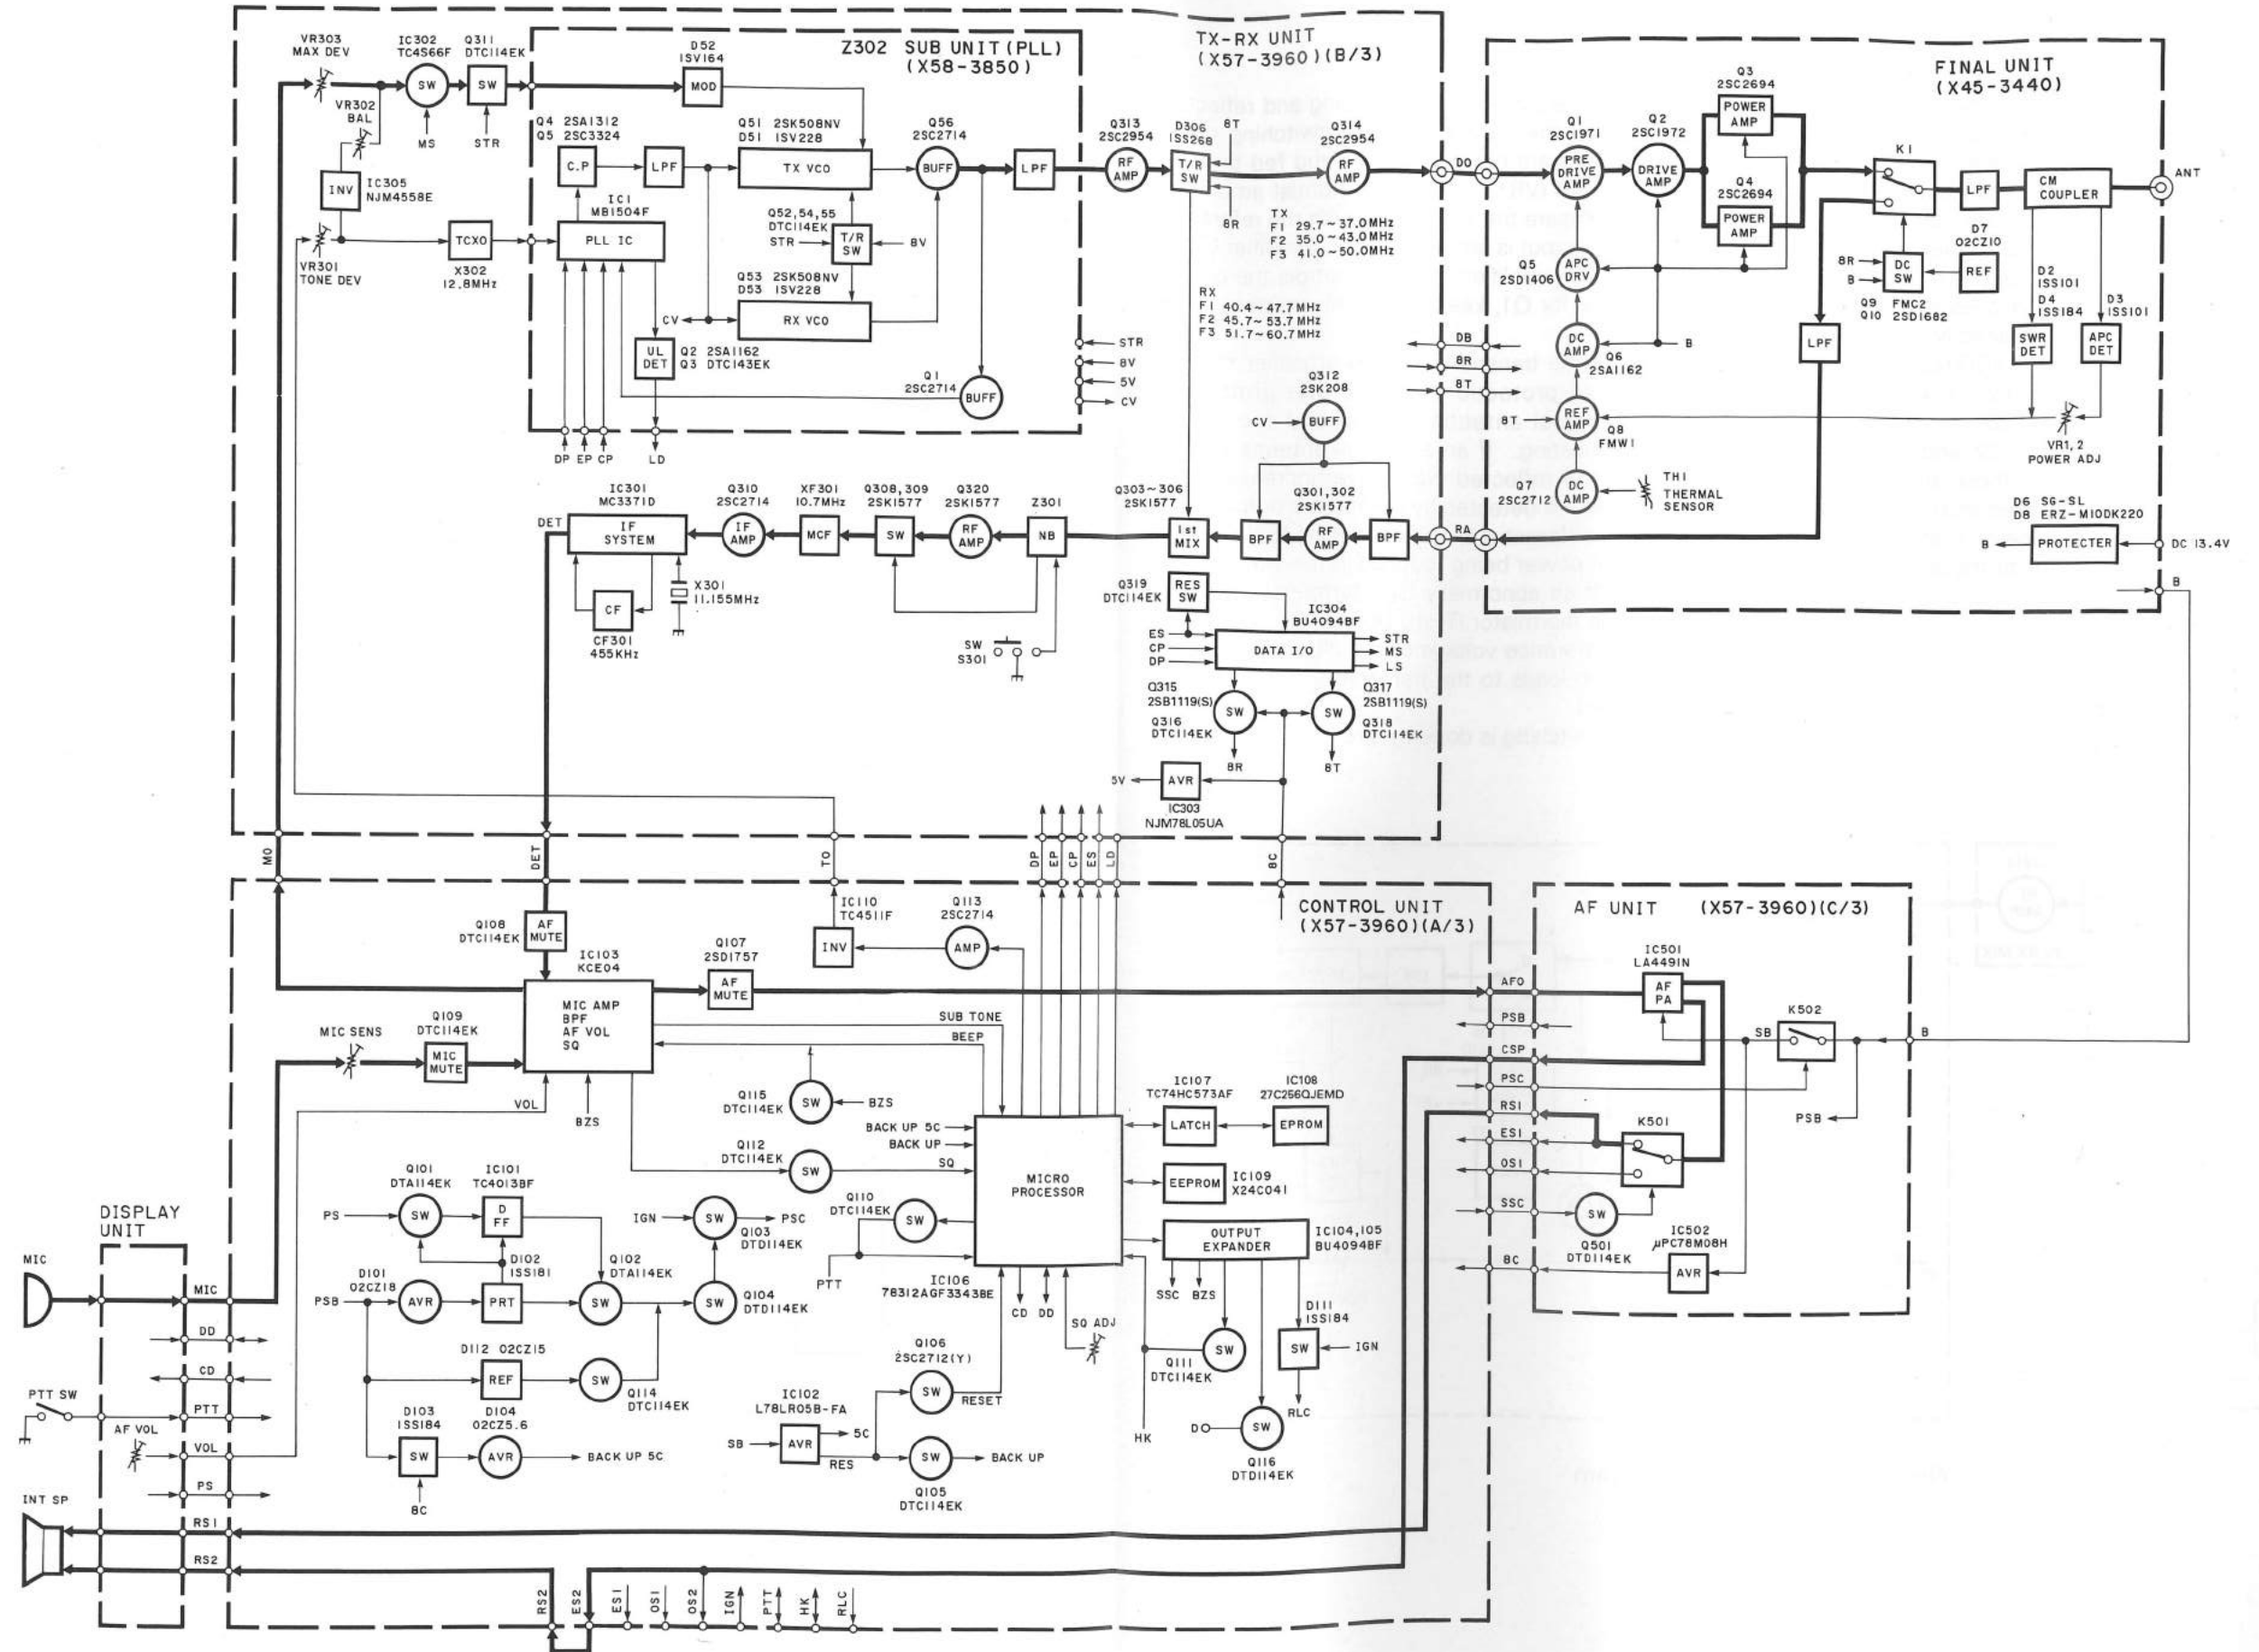 VR303
MAX DEV
IC302
TC4S66F
Q311
DTC114EK
SW
SW
VR302
BAL
MS
STR
INV
IC305
NJM4558E
VR301
TONE DEV
TCXO
X302
12.8MHz
Z302 SUB UNIT (PLL)
(X58-3850)
D52
ISV164
MOD
Q4 2SA1312
Q5 2SC3324
C.P
LPF
Q51 2SK508NV
D51 ISV228
TX VCO
Q56
2SC2714
BUFF
LPF
IC1
MB1504F
PLL IC
Q52,54,55
DTC114EK
STR
T/R
SW
8V
Q53 2SK508NV
D53 ISV228
CV
RX VCO
UL
DET
Q2 2SA1162
Q3 DTC143EK
Q1
2SC2714
BUFF
STR
8V
5V
CV
DP EP CP
LD
TX-RX UNIT
(X57-3960)(B/3)
Q313
2SC2954
RF
AMP
D306
ISS268
8T
T/R
SW
8R
Q314
2SC2954
RF
AMP
TX
F1 29.7~37.0MHz
F2 35.0~43.0MHz
F3 41.0~50.0MHz
RX
F1 40.4~47.7MHz
F2 45.7~53.7MHz
F3 51.7~60.7MHz
DO
DB
8R
8T
RA
Q312
2SK208
CV
BUFF
IC301
MC3371D
DET
IF
SYSTEM
Q310
2SC2714
IF
AMP
XF301
10.7MHz
MCF
Q308,309
2SK1577
SW
Q320
2SK1577
RF
AMP
Z301
NB
Q303~306
2SK1577
1st
MIX
BPF
Q301,302
2SK1577
RF
AMP
BPF
CF
CF301
455KHz
X301
11.155MHz
SW
S301
Q319
DTC114EK
RES
SW
IC304
BU4094BF
ES
CP
DP
DATA I/O
STR
MS
LS
Q315
2SB1119(S)
Q316
DTC114EK
SW
SW
Q317
2SB1119(S)
Q318
DTC114EK
8R
8T
5V
AVR
IC303
NJM78L05UA
FINAL UNIT
(X45-3440)
Q1
2SC1971
PRE
DRIVE
AMP
Q2
2SC1972
DRIVE
AMP
Q3
2SC2694
POWER
AMP
Q4
2SC2694
POWER
AMP
K1
LPF
CM
COUPLER
ANT
Q5
2SD1406
APC
DRV
8R
B
DC
SW
D7
02CZ10
REF
Q9 FMC2
Q10 2SD1682
D2
ISS101
D4
ISS184
D3
ISS101
SWR
DET
APC
DET
DC
AMP
Q6
2SA1162
B
LPF
8T
REF
AMP
Q8
FMW1
VR1,2
POWER ADJ
Q7
2SC2712
DC
AMP
TH1
THERMAL
SENSOR
D6 SG-5L
D8 ERZ-M10DK220
B
PROTECTER
DC 13.4V
B
MO
DET
TO
DP
EP
CP
ES
LD
8C
CONTROL UNIT
(X57-3960)(A/3)
Q108
DTC114EK
AF
MUTE
IC103
KCE04
MIC AMP
BPF
AF VOL
SQ
Q107
2SD1757
AF
MUTE
IC110
TC4S11F
INV
Q113
2SC2714
AMP
MIC SENS
Q109
DTC114EK
MIC
MUTE
SUB TONE
BEEP
VOL
BZS
Q115
DTC114EK
SW
BZS
Q112
DTC114EK
SW
BACK UP 5C
BACK UP
SQ
MICRO
PROCESSOR
IC106
78312AGF3343BE
IC107
TC74HC573AF
LATCH
IC108
27C256QJEMD
EPROM
EEPROM
IC109
X24C041
OUTPUT
EXPANDER
IC104,105
BU4094BF
Q110
DTC114EK
SW
PTT
CD DD
SQ ADJ
SSC BZS
D111
ISS184
SW
IGN
RLC
Q111
DTC114EK
SW
HK
DO
SW
Q116
DTD114EK
Q101
DTA114EK
PS
SW
IC101
TC4013BF
D
FF
D102
ISS181
PRT
D101
02CZ18
PSB
AVR
Q102
DTA114EK
SW
IGN
SW
PSC
Q103
DTD114EK
SW
Q104
DTD114EK
D112 02CZ15
REF
SW
Q114
DTC114EK
D103
ISS184
SW
8C
D104
02CZ5.6
AVR
BACK UP 5C
Q106
2SC2712(Y)
SW
RESET
IC102
L78LR05B-FA
SB
AVR
5C
RES
SW
BACK UP
Q105
DTC114EK
AF UNIT (X57-3960)(C/3)
IC501
LA4491N
AF
PA
K502
SB
B
PSB
K501
SW
Q501
DTD114EK
IC502
μPC78M08H
AVR
AFO
PSB
CSP
PSC
RS1
ES1
OS1
SSC
8C
DISPLAY
UNIT
MIC
MIC
DD
CD
PTT SW
PTT
AF VOL
VOL
PS
INT SP
RS1
RS2
RS2
ES2
ES1
OS1
OS2
IGN
PTT
HK
RLC